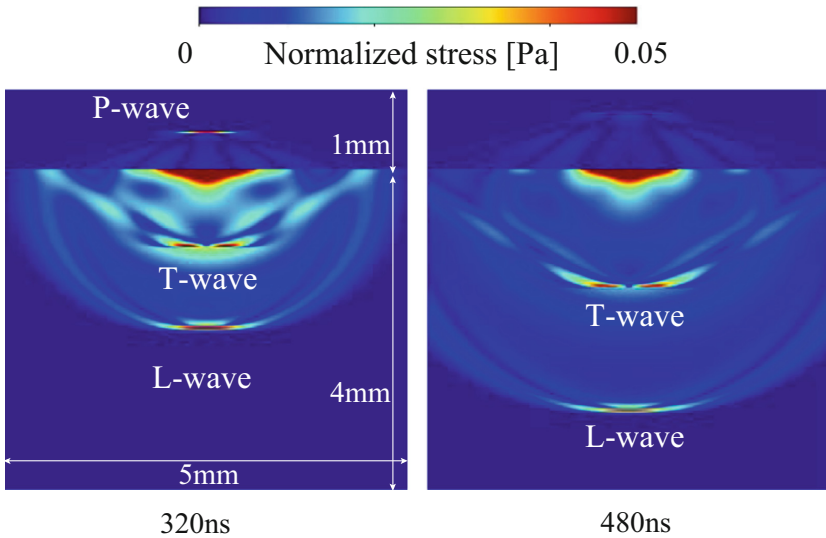 0 Normalized stress [Pa] 0.05
P-wave
1mm
T-wave
L-wave
4mm
5mm
320ns
T-wave
L-wave
480ns